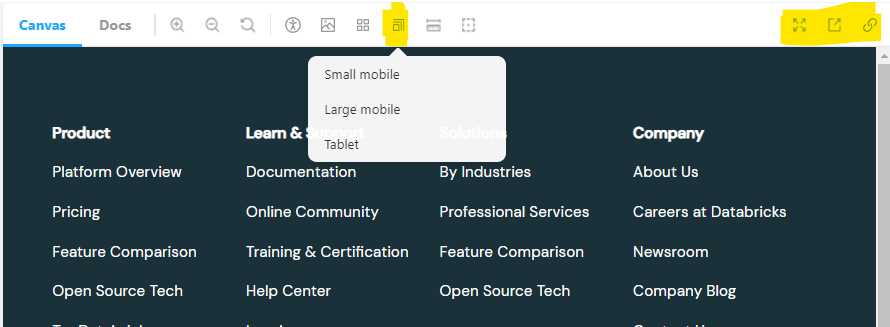 Canvas Docs
Small mobile
Large mobile
Tablet
Product Learn & Support Solutions Company
Platform Overview Documentation By Industries About Us
Pricing Online Community Professional Services Careers at Databricks
Feature Comparison Training & Certification Feature Comparison Newsroom
Open Source Tech Help Center Open Source Tech Company Blog